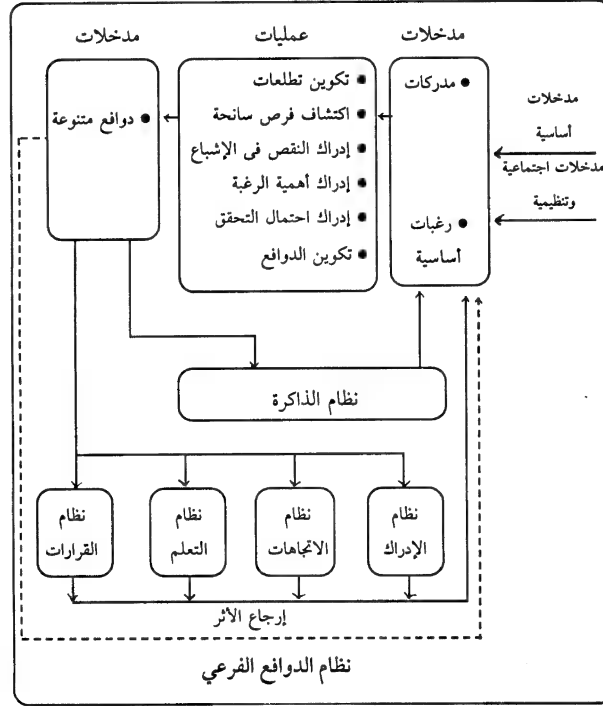 مدخلات
عمليات
مدخلات
مدخلات
أساسية
مدخلات اجتماعية
وتنظيمية
• مدركات
• رغبات
أساسية
• تكوين تطلعات
• اكتشاف فرص سانحة
• إدراك النقص فى الإشباع
• إدراك أهمية الرغبة
• إدراك احتمال التحقق
• تكوين الدوافع
• دوافع متنوعة
نظام الذاكرة
نظام
الإدراك
نظام
الاتجاهات
نظام
التعلم
نظام
القرارات
إرجاع الأثر
نظام الدوافع الفرعي